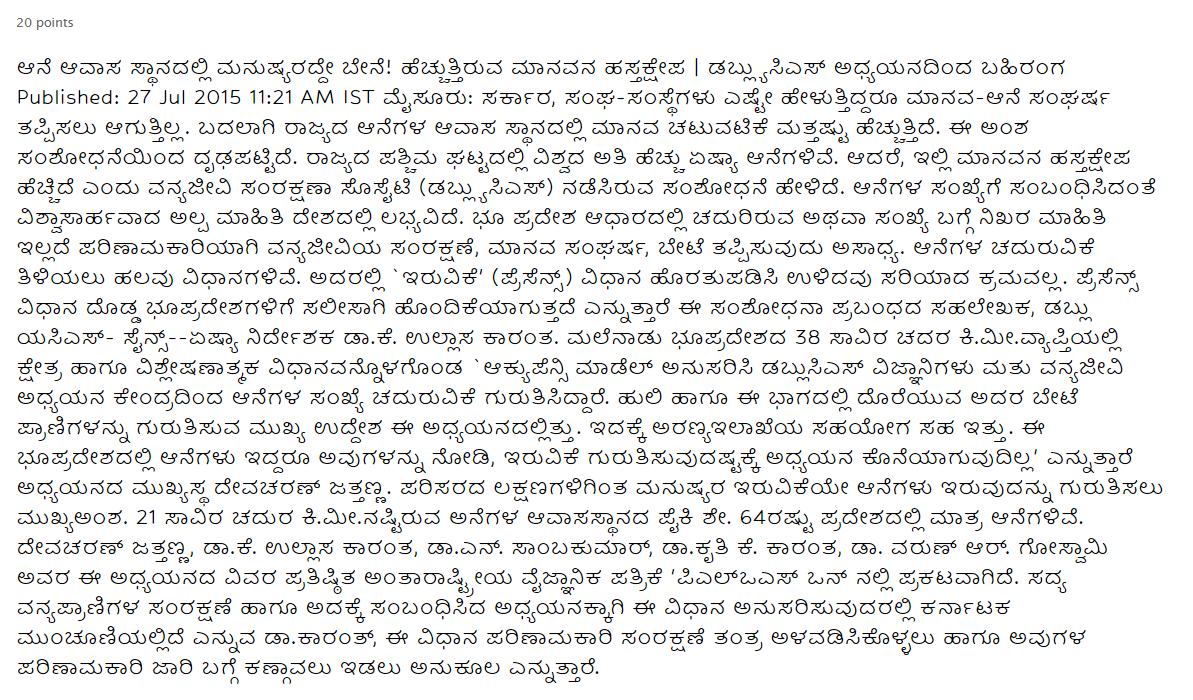 20 points
ಆನೆ ಆವಾಸ ಸ್ಥಾನದಲ್ಲಿ ಮನುಷ್ಯರದ್ದೇ ಬೇನೆ! ಹೆಚ್ಚುತ್ತಿರುವ ಮಾನವನ ಹಸ್ತಕ್ಷೇಪ | ಡಬ್ಲ್ಯುಸಿಎಸ್ ಅಧ್ಯಯನದಿಂದ ಬಹಿರಂಗ
Published: 27 Jul 2015 11:21 AM IST ಮೈಸೂರು: ಸರ್ಕಾರ, ಸಂಘ-ಸಂಸ್ಥೆಗಳು ಎಷ್ಟೇ ಹೇಳುತ್ತಿದ್ದರೂ ಮಾನವ-ಆನೆ ಸಂಘರ್ಷ
ತಪ್ಪಿಸಲು ಆಗುತ್ತಿಲ್ಲ. ಬದಲಾಗಿ ರಾಜ್ಯದ ಆನೆಗಳ ಆವಾಸ ಸ್ಥಾನದಲ್ಲಿ ಮಾನವ ಚಟುವಟಿಕೆ ಮತ್ತಷ್ಟು ಹೆಚ್ಚುತ್ತಿದೆ. ಈ ಅಂಶ
ಸಂಶೋಧನೆಯಿಂದ ದೃಢಪಟ್ಟಿದೆ. ರಾಜ್ಯದ ಪಶ್ಚಿಮ ಘಟ್ಟದಲ್ಲಿ ವಿಶ್ವದ ಅತಿ ಹೆಚ್ಚು ಏಷ್ಯಾ ಆನೆಗಳಿವೆ. ಆದರೆ, ಇಲ್ಲಿ ಮಾನವನ ಹಸ್ತಕ್ಷೇಪ
ಹೆಚ್ಚಿದೆ ಎಂದು ವನ್ಯಜೀವಿ ಸಂರಕ್ಷಣಾ ಸೊಸೈಟಿ (ಡಬ್ಲ್ಯುಸಿಎಸ್) ನಡೆಸಿರುವ ಸಂಶೋಧನೆ ಹೇಳಿದೆ. ಆನೆಗಳ ಸಂಖ್ಯೆಗೆ ಸಂಬಂಧಿಸಿದಂತೆ
ವಿಶ್ವಾಸಾರ್ಹವಾದ ಅಲ್ಪ ಮಾಹಿತಿ ದೇಶದಲ್ಲಿ ಲಭ್ಯವಿದೆ. ಭೂ ಪ್ರದೇಶ ಆಧಾರದಲ್ಲಿ ಚದುರಿರುವ ಅಥವಾ ಸಂಖ್ಯೆ ಬಗ್ಗೆ ನಿಖರ ಮಾಹಿತಿ
ಇಲ್ಲದೆ ಪರಿಣಾಮಕಾರಿಯಾಗಿ ವನ್ಯಜೀವಿಯ ಸಂರಕ್ಷಣೆ, ಮಾನವ ಸಂಘರ್ಷ, ಬೇಟೆ ತಪ್ಪಿಸುವುದು ಅಸಾಧ್ಯ. ಆನೆಗಳ ಚದುರುವಿಕೆ
ತಿಳಿಯಲು ಹಲವು ವಿಧಾನಗಳಿವೆ. ಅದರಲ್ಲಿ `ಇರುವಿಕೆ' (ಪ್ರೆಸೆನ್ಸ್) ವಿಧಾನ ಹೊರತುಪಡಿಸಿ ಉಳಿದವು ಸರಿಯಾದ ಕ್ರಮವಲ್ಲ. ಪ್ರೆಸೆನ್ಸ್
ವಿಧಾನ ದೊಡ್ಡ ಭೂಪ್ರದೇಶಗಳಿಗೆ ಸಲೀಸಾಗಿ ಹೊಂದಿಕೆಯಾಗುತ್ತದೆ ಎನ್ನುತ್ತಾರೆ ಈ ಸಂಶೋಧನಾ ಪ್ರಬಂಧದ ಸಹಲೇಖಕ, ಡಬ್ಲು
ಯಸಿಎಸ್- ಸೈನ್ಸ್--ಏಷ್ಯಾ ನಿರ್ದೇಶಕ ಡಾ.ಕೆ. ಉಲ್ಲಾಸ ಕಾರಂತ. ಮಲೆನಾಡು ಭೂಪ್ರದೇಶದ 38 ಸಾವಿರ ಚದರ ಕಿ.ಮೀ.ವ್ಯಾಪ್ತಿಯಲ್ಲಿ
ಕ್ಷೇತ್ರ ಹಾಗೂ ವಿಶ್ಲೇಷಣಾತ್ಮಕ ವಿಧಾನವನ್ನೊಳಗೊಂಡ `ಆಕ್ಯುಪೆನ್ಸಿ ಮಾಡೆಲ್ ಅನುಸರಿಸಿ ಡಬ್ಲುಸಿಎಸ್ ವಿಜ್ಞಾನಿಗಳು ಮತು ವನ್ಯಜೀವಿ
ಅಧ್ಯಯನ ಕೇಂದ್ರದಿಂದ ಆನೆಗಳ ಸಂಖ್ಯೆ ಚದುರುವಿಕೆ ಗುರುತಿಸಿದ್ದಾರೆ. ಹುಲಿ ಹಾಗೂ ಈ ಭಾಗದಲ್ಲಿ ದೊರೆಯುವ ಅದರ ಬೇಟೆ
ಪ್ರಾಣಿಗಳನ್ನು ಗುರುತಿಸುವ ಮುಖ್ಯ ಉದ್ದೇಶ ಈ ಅಧ್ಯಯನದಲ್ಲಿತ್ತು. ಇದಕ್ಕೆ ಅರಣ್ಯಇಲಾಖೆಯ ಸಹಯೋಗ ಸಹ ಇತ್ತು. ಈ
ಭೂಪ್ರದೇಶದಲ್ಲಿ ಆನೆಗಳು ಇದ್ದರೂ ಅವುಗಳನ್ನು ನೋಡಿ, ಇರುವಿಕೆ ಗುರುತಿಸುವುದಷ್ಟಕ್ಕೆ ಅಧ್ಯಯನ ಕೊನೆಯಾಗುವುದಿಲ್ಲ' ಎನ್ನುತ್ತಾರೆ
ಅಧ್ಯಯನದ ಮುಖ್ಯಸ್ಥ ದೇವಚರಣ್ ಜತ್ತಣ್ಣ. ಪರಿಸರದ ಲಕ್ಷಣಗಳಿಗಿಂತ ಮನುಷ್ಯರ ಇರುವಿಕೆಯೇ ಆನೆಗಳು ಇರುವುದನ್ನು ಗುರುತಿಸಲು
ಮುಖ್ಯಅಂಶ. 21 ಸಾವಿರ ಚದುರ ಕಿ.ಮೀ.ನಷ್ಟಿರುವ ಅನೆಗಳ ಆವಾಸಸ್ಥಾನದ ಪೈಕಿ ಶೇ. 64ರಷ್ಟು ಪ್ರದೇಶದಲ್ಲಿ ಮಾತ್ರ ಆನೆಗಳಿವೆ.
ದೇವಚರಣ್ ಜತ್ತಣ್ಣ, ಡಾ.ಕೆ. ಉಲ್ಲಾಸ ಕಾರಂತ, ಡಾ.ಎನ್. ಸಾಂಬಕುಮಾರ್, ಡಾ.ಕೃತಿ ಕೆ. ಕಾರಂತ, ಡಾ. ವರುಣ್ ಆರ್. ಗೋಸ್ವಾಮಿ
ಅವರ ಈ ಅಧ್ಯಯನದ ವಿವರ ಪ್ರತಿಷ್ಠಿತ ಅಂತಾರಾಷ್ಟ್ರೀಯ ವೈಜ್ಞಾನಿಕ ಪತ್ರಿಕೆ 'ಪಿಎಲ್‌ಒಎಸ್ ಒನ್ ನಲ್ಲಿ ಪ್ರಕಟವಾಗಿದೆ. ಸದ್ಯ
ವನ್ಯಪ್ರಾಣಿಗಳ ಸಂರಕ್ಷಣೆ ಹಾಗೂ ಅದಕ್ಕೆ ಸಂಬಂಧಿಸಿದ ಅಧ್ಯಯನಕ್ಕಾಗಿ ಈ ವಿಧಾನ ಅನುಸರಿಸುವುದರಲ್ಲಿ ಕರ್ನಾಟಕ
ಮುಂಚೂಣಿಯಲ್ಲಿದೆ ಎನ್ನುವ ಡಾ.ಕಾರಂತ್, ಈ ವಿಧಾನ ಪರಿಣಾಮಕಾರಿ ಸಂರಕ್ಷಣೆ ತಂತ್ರ ಅಳವಡಿಸಿಕೊಳ್ಳಲು ಹಾಗೂ ಅವುಗಳ
ಪರಿಣಾಮಕಾರಿ ಜಾರಿ ಬಗ್ಗೆ ಕಣ್ಗಾವಲು ಇಡಲು ಅನುಕೂಲ ಎನ್ನುತ್ತಾರೆ.